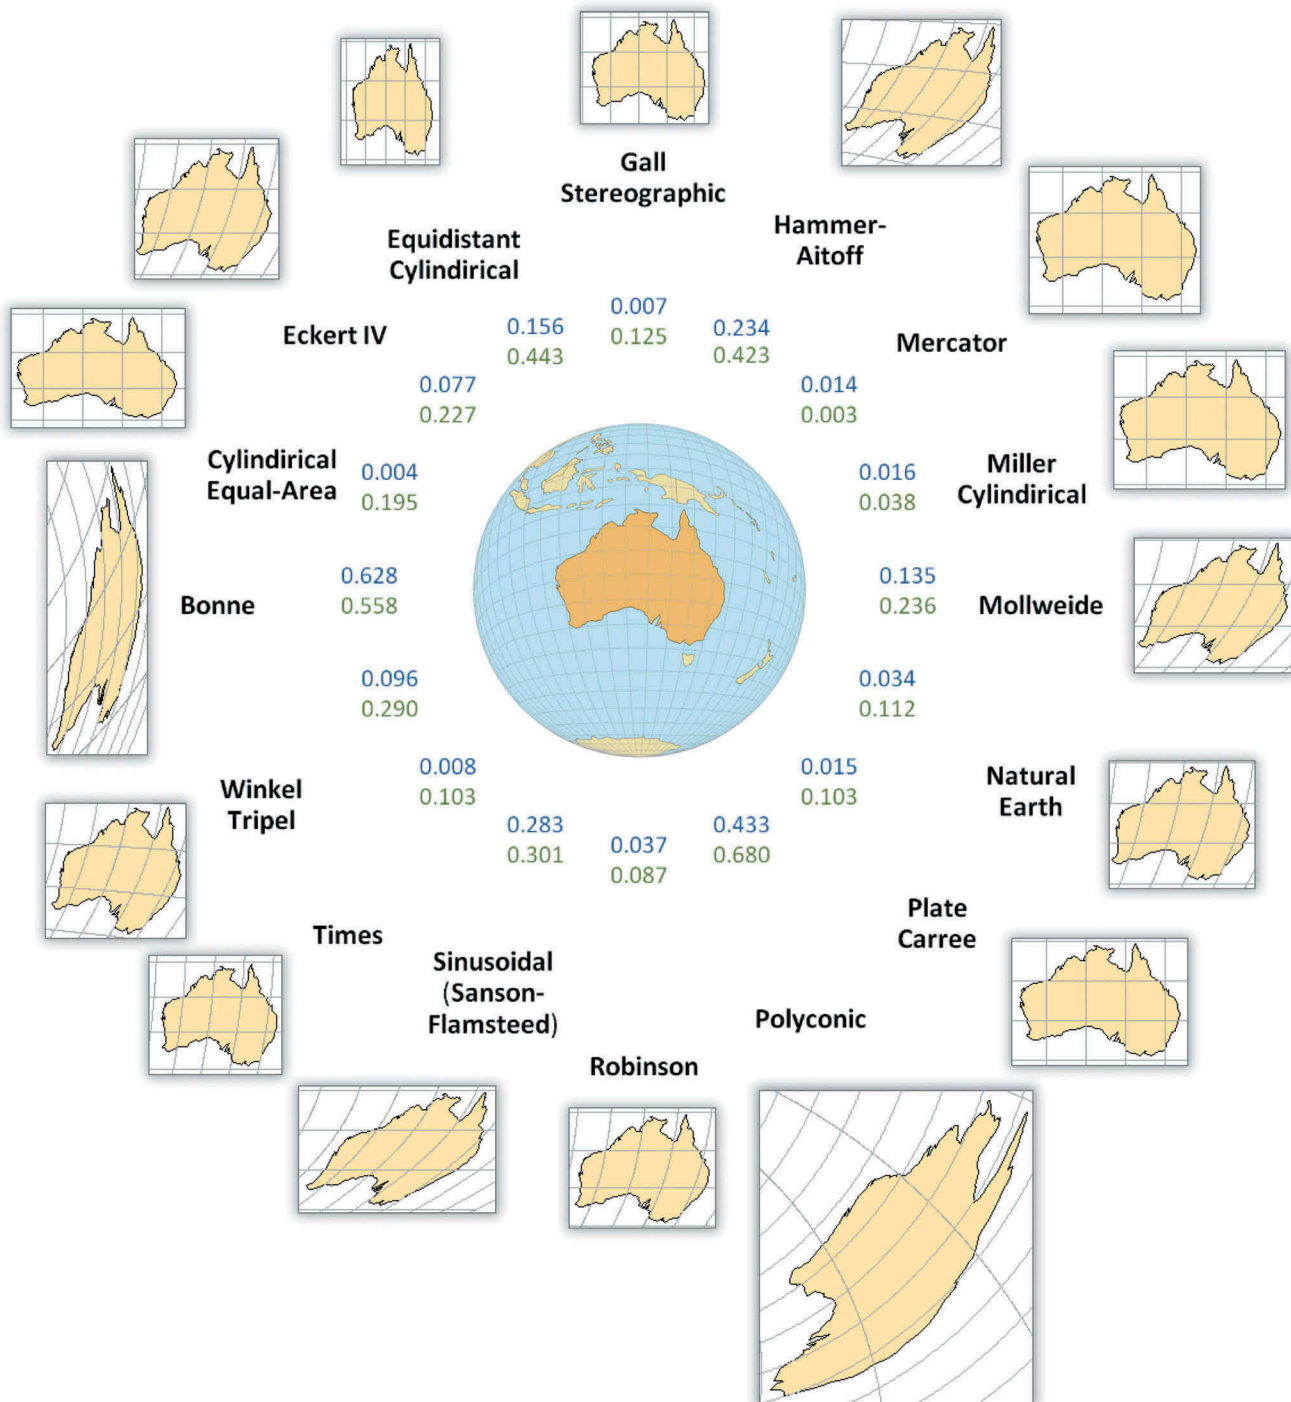 Gall
Stereographic
Hammer-
Aitoff
Equidistant
Cylindirical
Eckert IV
Mercator
0.007
0.125
0.156
0.443
0.234
0.423
0.077
0.227
0.014
0.003
Cylindirical
Equal-Area
0.004
0.195
0.016
0.038
Miller
Cylindirical
Bonne
0.628
0.558
0.135
0.236
Mollweide
0.096
0.290
0.034
0.112
Winkel
Tripel
0.008
0.103
0.015
0.103
Natural
Earth
0.283
0.301
0.037
0.087
0.433
0.680
Times
Plate
Carree
Sinusoidal
(Sanson-
Flamsteed)
Polyconic
Robinson